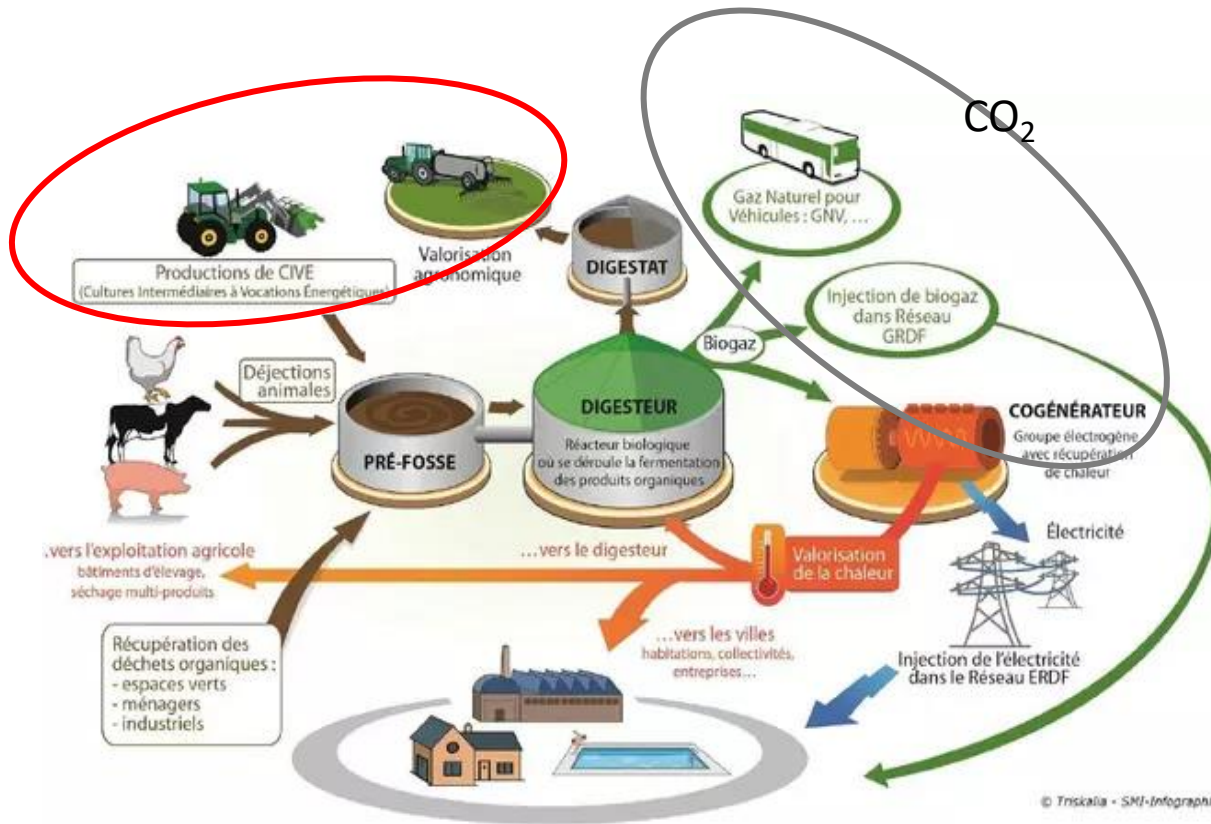 CO₂
Gaz Naturel pour
Véhicules : GNV, ...
Productions de CIVE
(Cultures Intermédiaires à Vocations Énergétiques)
Valorisation
agronomique
DIGESTAT
Injection de biogaz
dans Réseau
GRDF
Biogaz
Déjections
animales
PRÉ-FOSSE
DIGESTEUR
Réacteur biologique
où se déroule la fermentation
des produits organiques
COGÉNÉRATEUR
Groupe électrogène
avec récupération
de chaleur
Électricité
...vers l'exploitation agricole
bâtiments d'élevage,
séchage multi-produits
...vers le digesteur
Valorisation
de la chaleur
...vers les villes
habitations, collectivités,
entreprises...
Injection de l'électricité
dans le Réseau ERDF
Récupération des
déchets organiques :
- espaces verts
- ménagers
- industriels
© Triskalia - SMI-Infographi